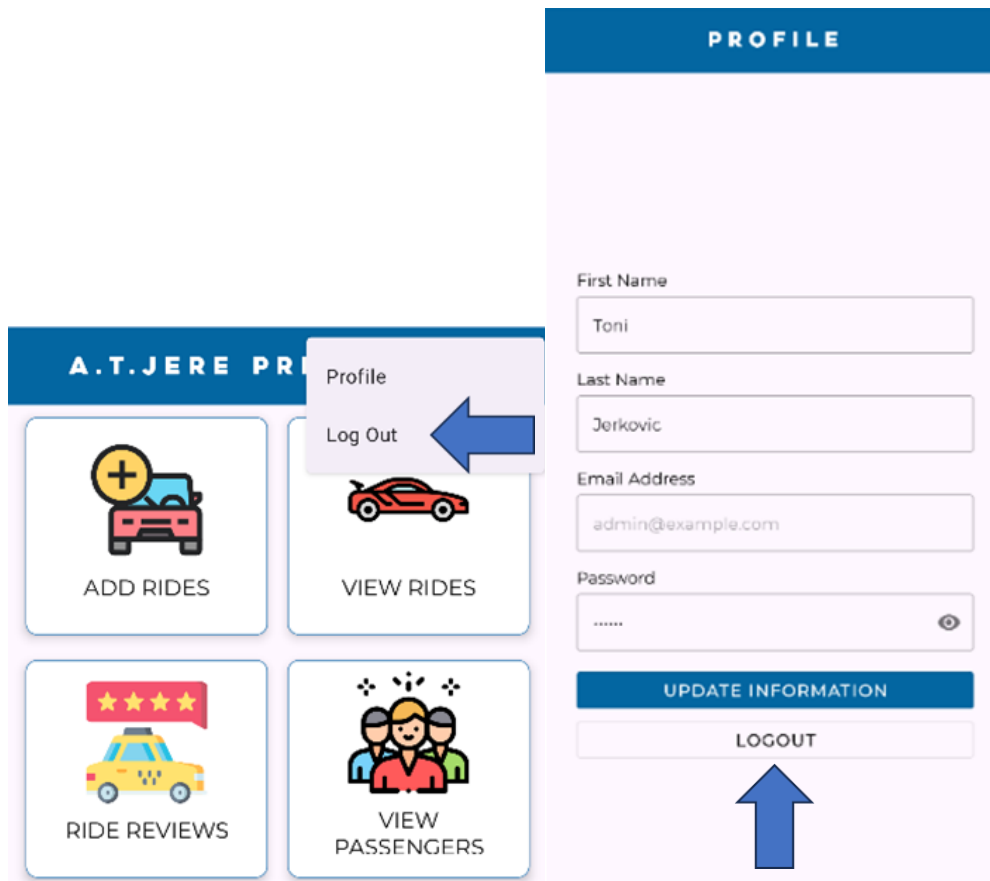 A.T.JERE PR
Profile
Log Out
ADD RIDES
VIEW RIDES
RIDE REVIEWS
VIEW
PASSENGERS
PROFILE
First Name
Toni
Last Name
Jerkovic
Email Address
admin@example.com
Password
······
UPDATE INFORMATION
LOGOUT